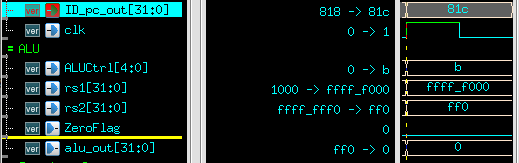 ver ID_pc_out[31:0] 818 -> 81c 81c
ver clk 0 -> 1
= ALU
ver ALUCtrl[4:0] 0 -> b b
ver rs1[31:0] 1000 -> ffff_f000 ffff_f000
ver rs2[31:0] ffff_fff0 -> ff0 ff0
ver ZeroFlag 0
ver alu_out[31:0] ff0 -> 0 0